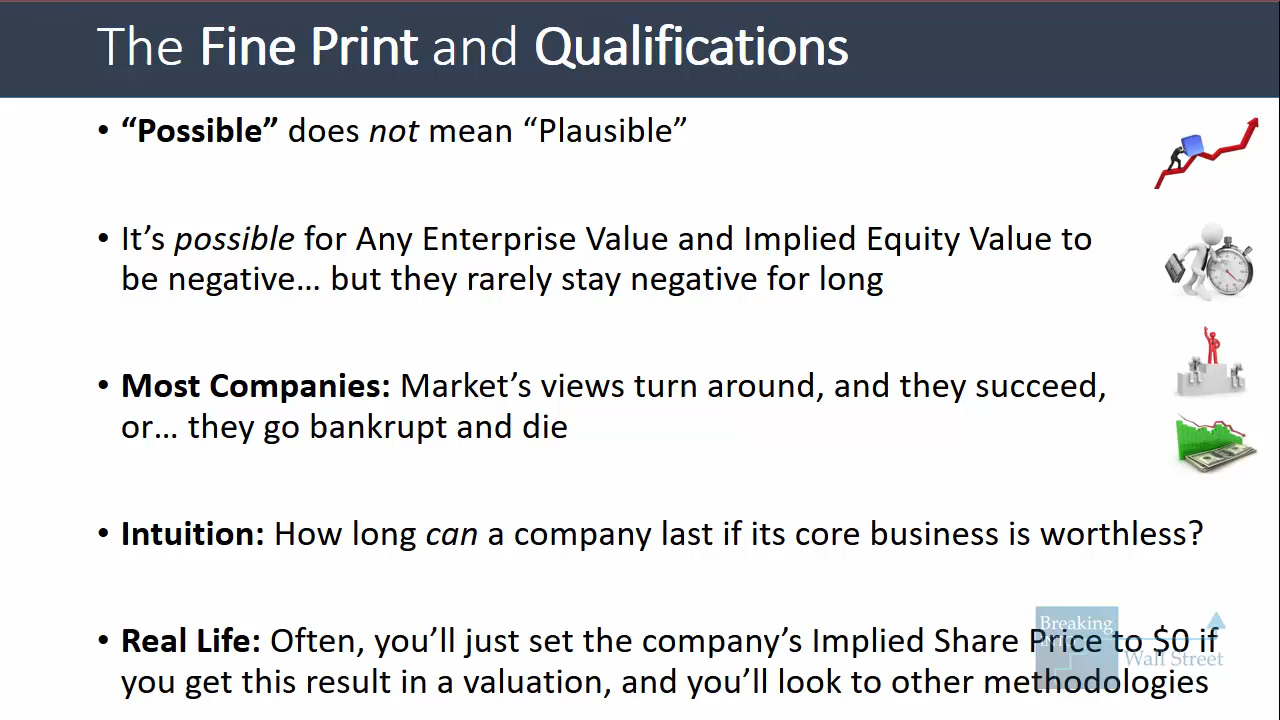 The Fine Print and Qualifications
• “Possible” does not mean “Plausible”
• It’s possible for Any Enterprise Value and Implied Equity Value to
be negative... but they rarely stay negative for long
• Most Companies: Market’s views turn around, and they succeed,
or... they go bankrupt and die
• Intuition: How long can a company last if its core business is worthless?
• Real Life: Often, you’ll just set the company’s Implied Share Price to $0 if
you get this result in a valuation, and you’ll look to other methodologies
Breaking
Into
Wall Street